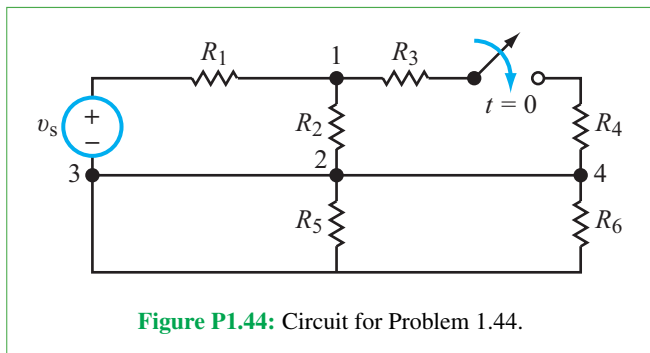 R1
1
R3
t = 0
vs
+
−
R2
R4
3
2
4
R5
R6
Figure P1.44: Circuit for Problem 1.44.